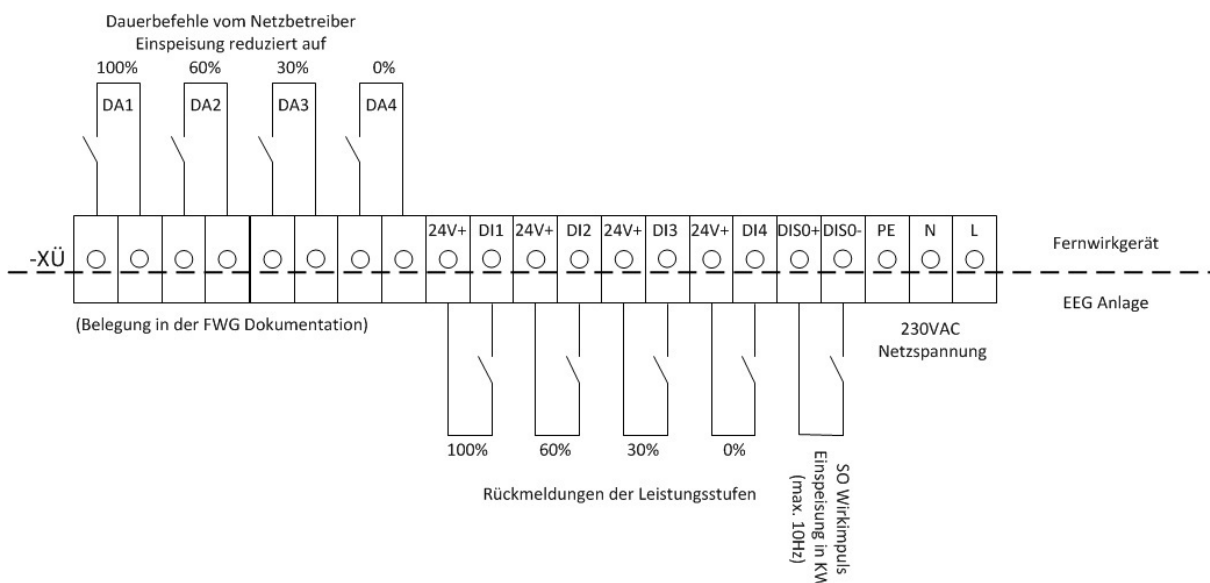 Dauerbefehle vom Netzbetreiber
Einspeisung reduziert auf
100% 60% 30% 0%
DA1 DA2 DA3 DA4
24V+ DI1 24V+ DI2 24V+ DI3 24V+ DI4 DIS0+ DIS0- PE N L
-XÜ
Fernwirkgerät
EEG Anlage
(Belegung in der FWG Dokumentation)
230VAC
Netzspannung
100% 60% 30% 0%
Rückmeldungen der Leistungsstufen
SO Wirkimpuls
Einspeisung in KW
(max. 10Hz)